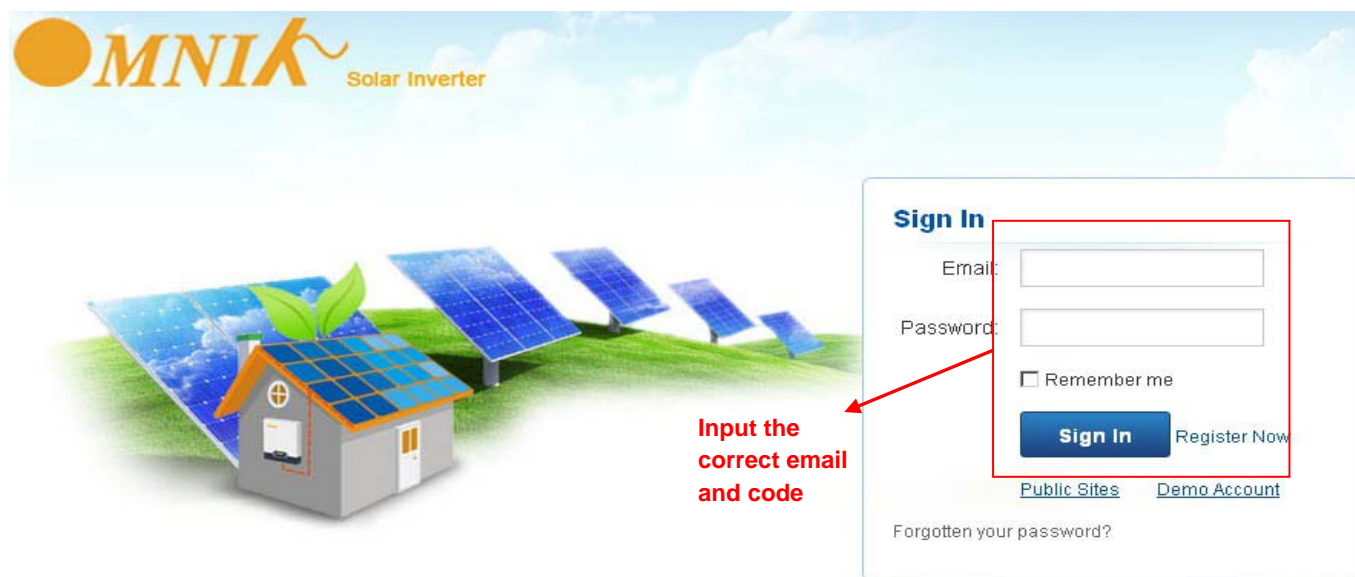 OMNIK Solar Inverter
Sign In
Email:
Password:
Remember me
Sign In Register Now
Input the
correct email
and code
Public Sites Demo Account
Forgotten your password?